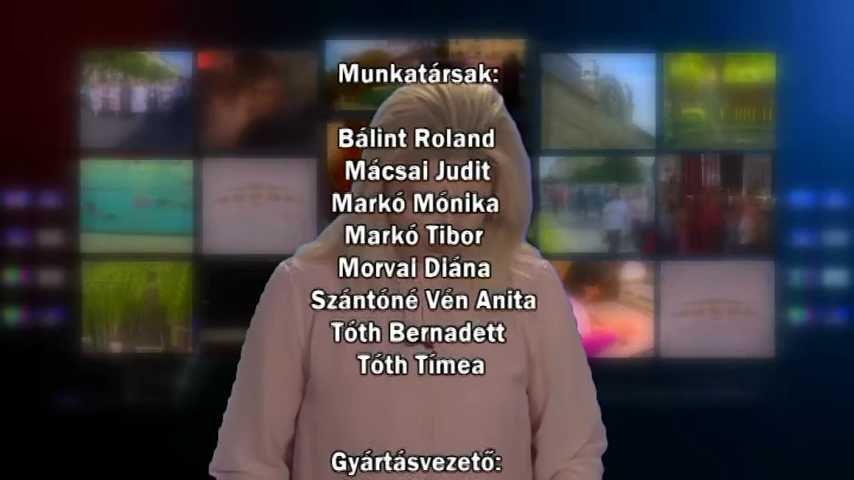 Munkatársak:
Bálint Roland
Mácsai Judit
Markó Mónika
Markó Tibor
Morvai Diána
Szántóné Vén Anita
Tóth Bernadett
Tóth Tímea
Gyártásvezető: